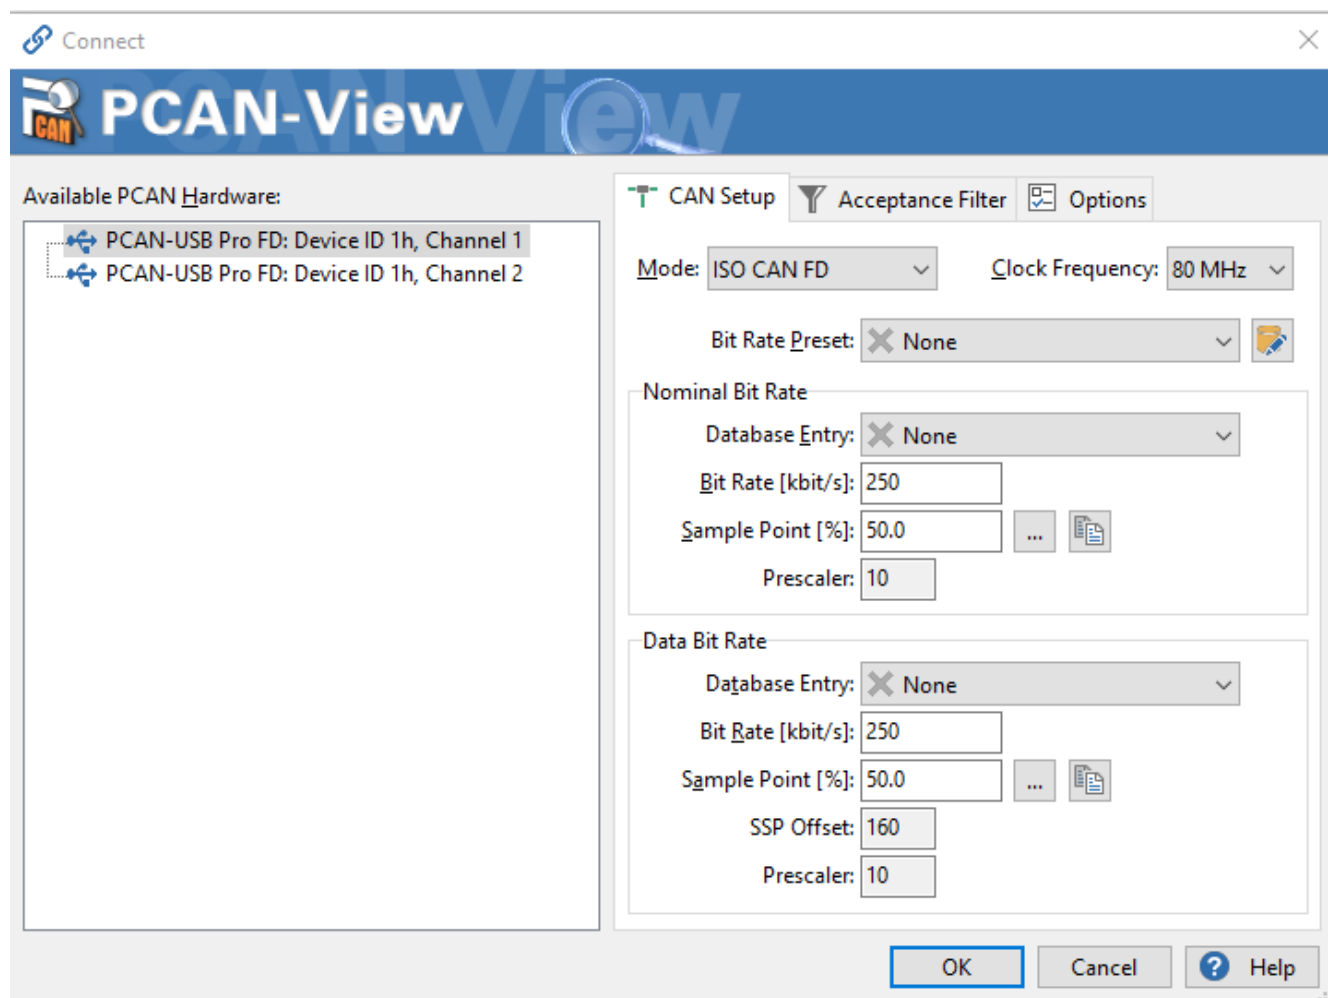 Connect
CAN
PCAN-View
PCAN View
Available PCAN Hardware:
PCAN-USB Pro FD: Device ID 1h, Channel 1
PCAN-USB Pro FD: Device ID 1h, Channel 2
CAN Setup
Acceptance Filter
Options
Mode: ISO CAN FD
Clock Frequency: 80 MHz
Bit Rate Preset: None
Nominal Bit Rate
Database Entry: None
Bit Rate [kbit/s]: 250
Sample Point [%]: 50.0 ...
Prescaler: 10
Data Bit Rate
Database Entry: None
Bit Rate [kbit/s]: 250
Sample Point [%]: 50.0 ...
SSP Offset: 160
Prescaler: 10
OK
Cancel
? Help